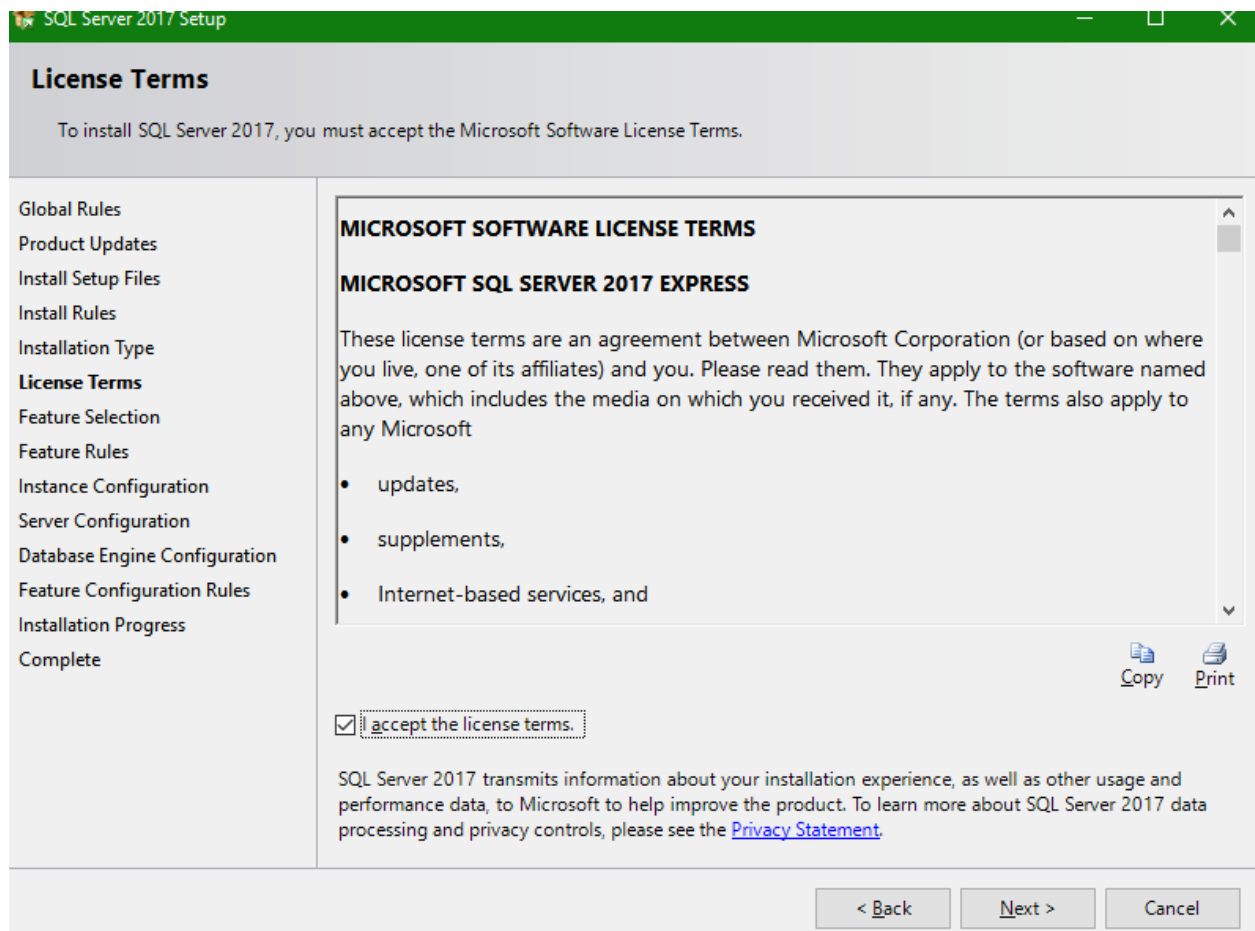 SQL Server 2017 Setup
License Terms
To install SQL Server 2017, you must accept the Microsoft Software License Terms.
Global Rules
Product Updates
Install Setup Files
Install Rules
Installation Type
License Terms
Feature Selection
Feature Rules
Instance Configuration
Server Configuration
Database Engine Configuration
Feature Configuration Rules
Installation Progress
Complete
MICROSOFT SOFTWARE LICENSE TERMS
MICROSOFT SQL SERVER 2017 EXPRESS
These license terms are an agreement between Microsoft Corporation (or based on where
you live, one of its affiliates) and you. Please read them. They apply to the software named
above, which includes the media on which you received it, if any. The terms also apply to
any Microsoft
• updates,
• supplements,
• Internet-based services, and
Copy Print
I accept the license terms.
SQL Server 2017 transmits information about your installation experience, as well as other usage and
performance data, to Microsoft to help improve the product. To learn more about SQL Server 2017 data
processing and privacy controls, please see the Privacy Statement.
< Back Next > Cancel